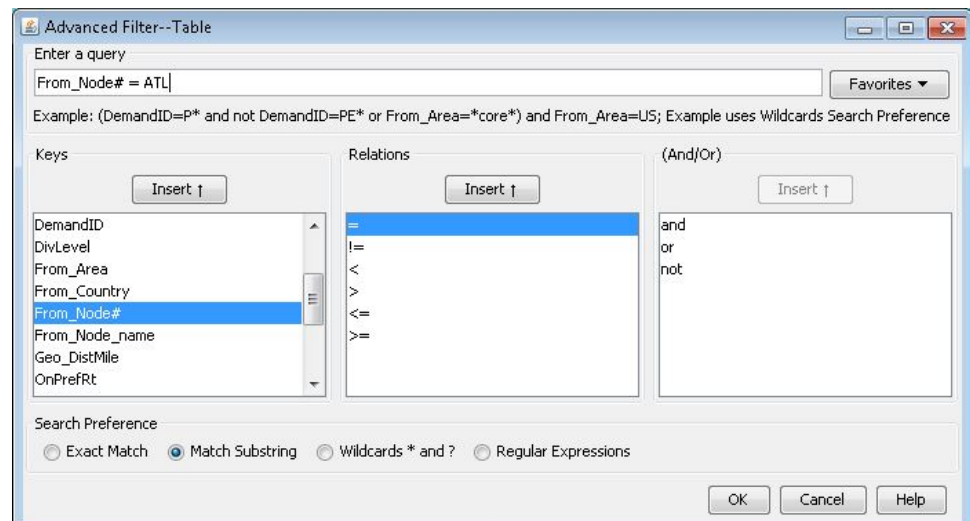 Advanced Filter--Table
Enter a query
From_Node# = ATL
Favorites
Example: (DemandID=P* and not DemandID=PE* or From_Area=*core*) and From_Area=US; Example uses Wildcards Search Preference
Keys
Relations
(And/Or)
Insert ↑
Insert ↑
Insert ↑
DemandID
DivLevel
From_Area
From_Country
From_Node#
From_Node_name
Geo_DistMile
OnPrefRt
=
!=
<
>
<=
>=
and
or
not
Search Preference
Exact Match
Match Substring
Wildcards * and ?
Regular Expressions
OK
Cancel
Help